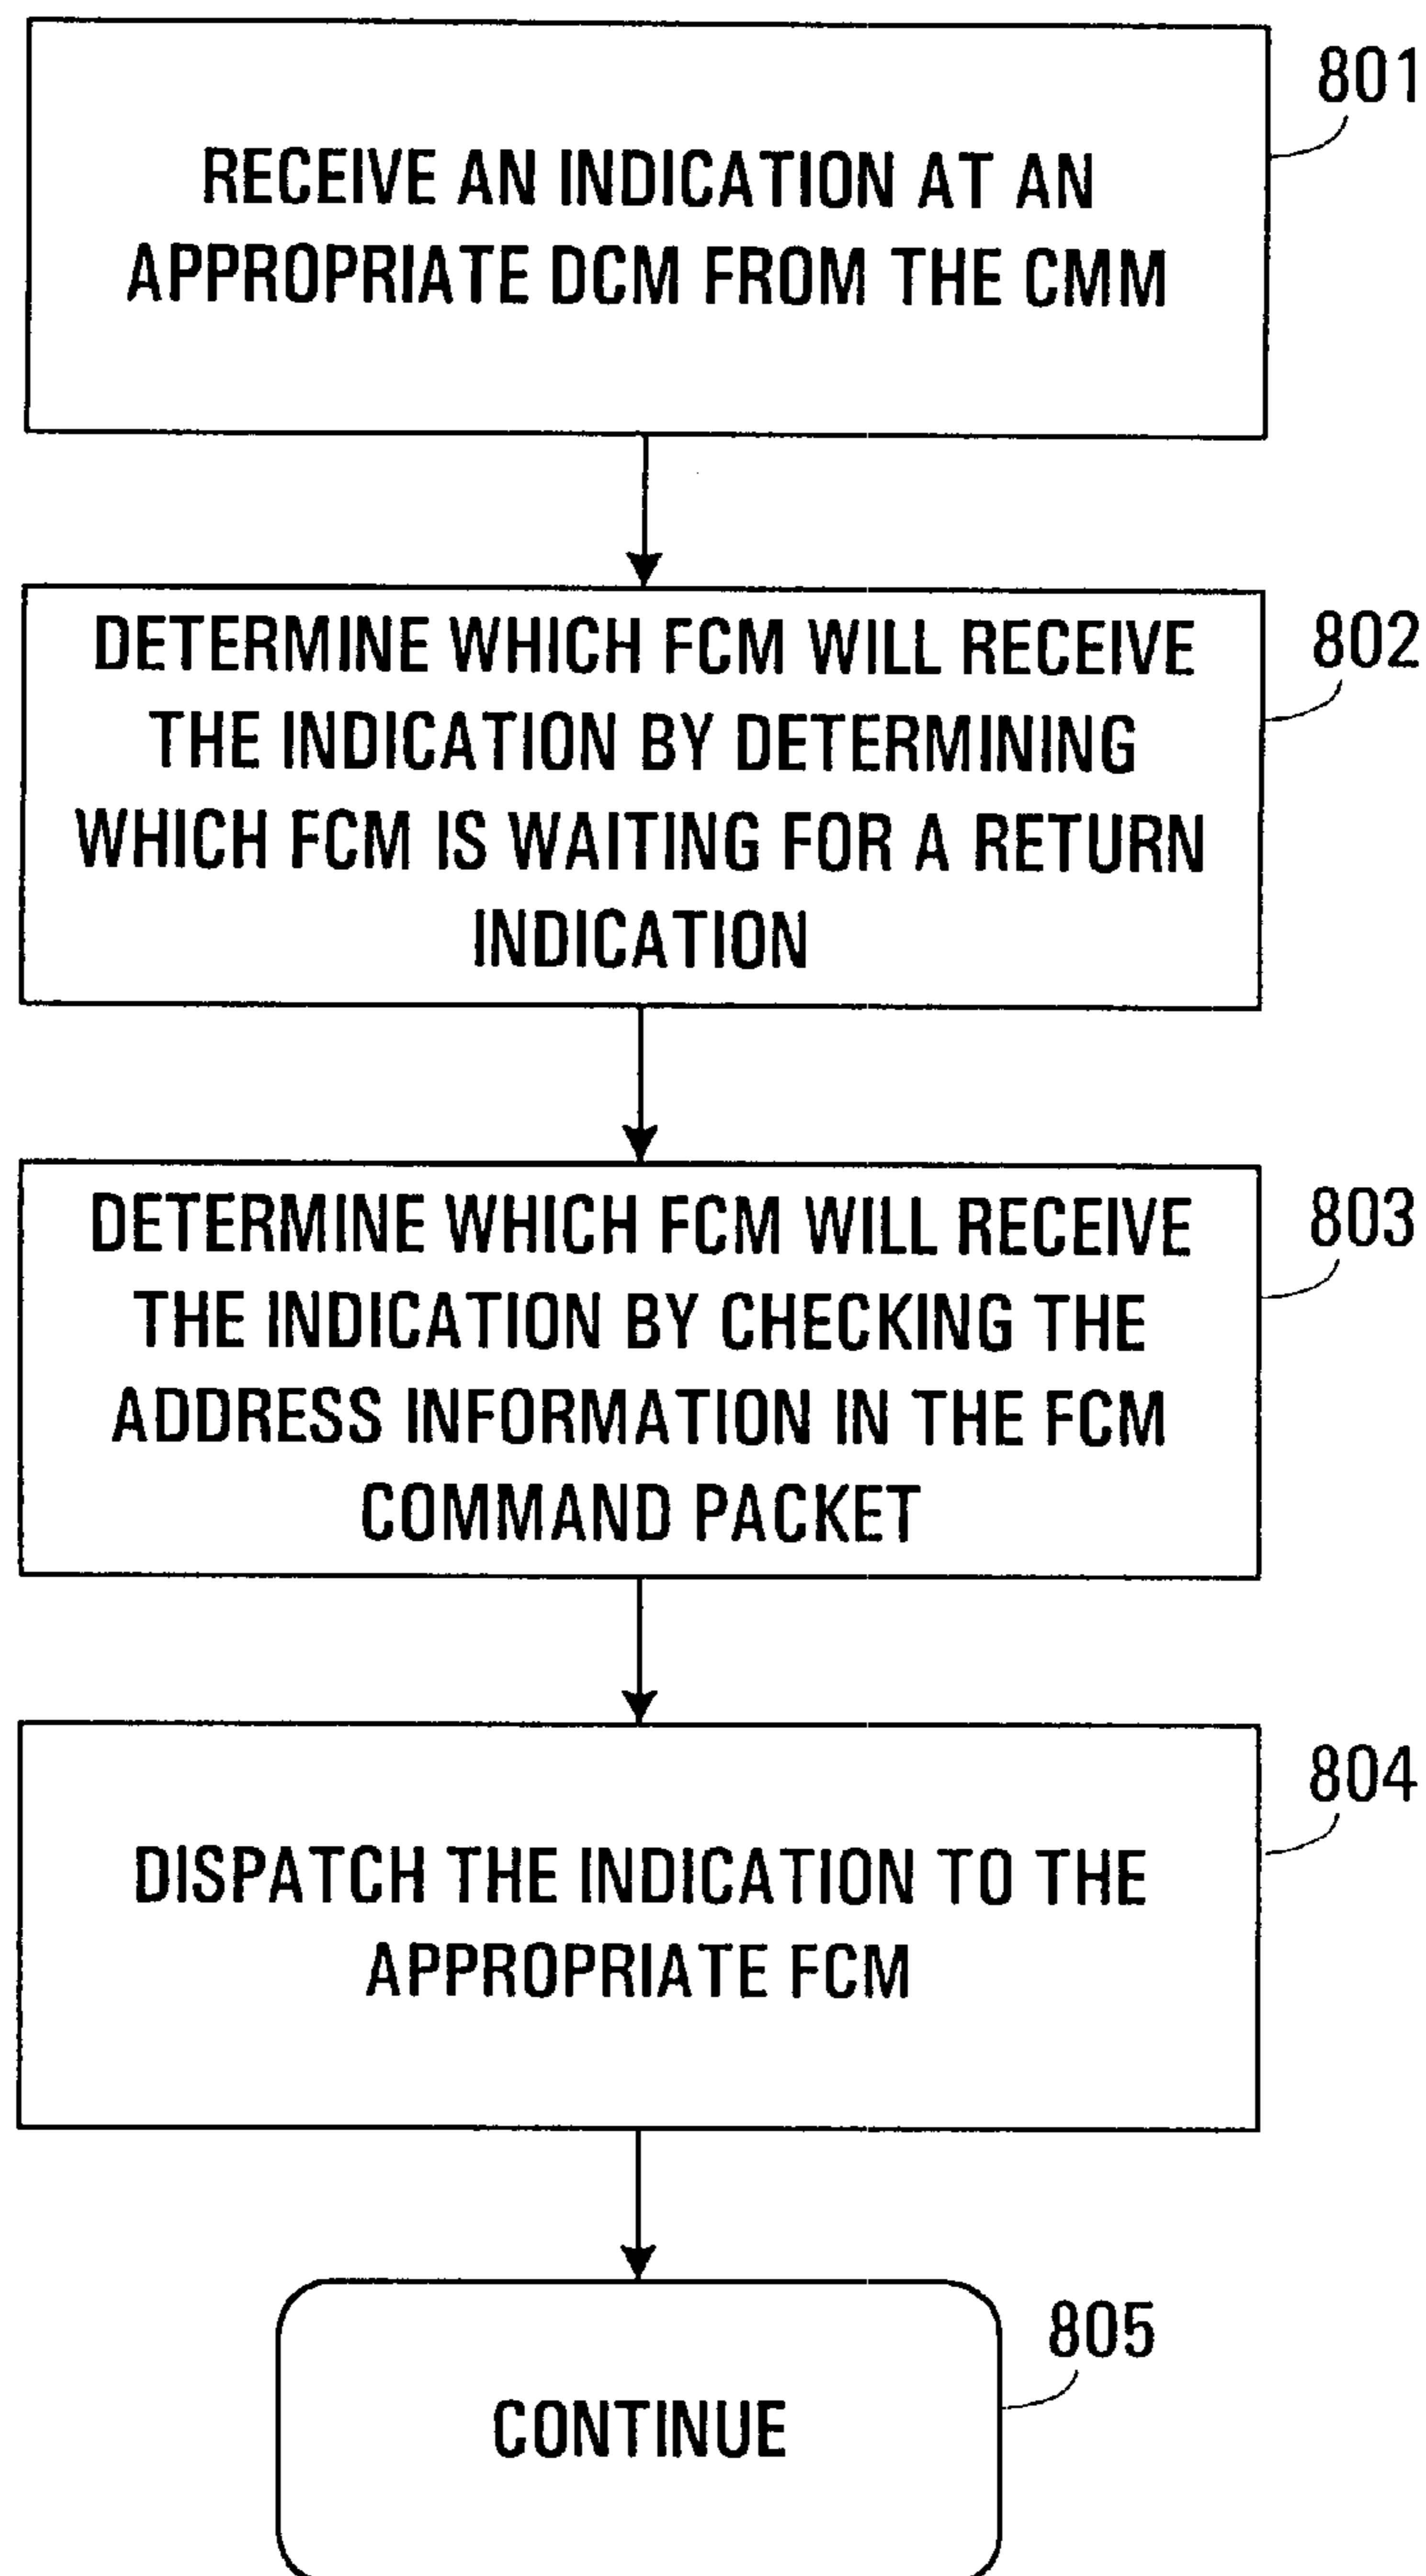 801
RECEIVE AN INDICATION AT AN
APPROPRIATE DCM FROM THE CMM
802
DETERMINE WHICH FCM WILL RECEIVE
THE INDICATION BY DETERMINING
WHICH FCM IS WAITING FOR A RETURN
INDICATION
803
DETERMINE WHICH FCM WILL RECEIVE
THE INDICATION BY CHECKING THE
ADDRESS INFORMATION IN THE FCM
COMMAND PACKET
804
DISPATCH THE INDICATION TO THE
APPROPRIATE FCM
805
CONTINUE